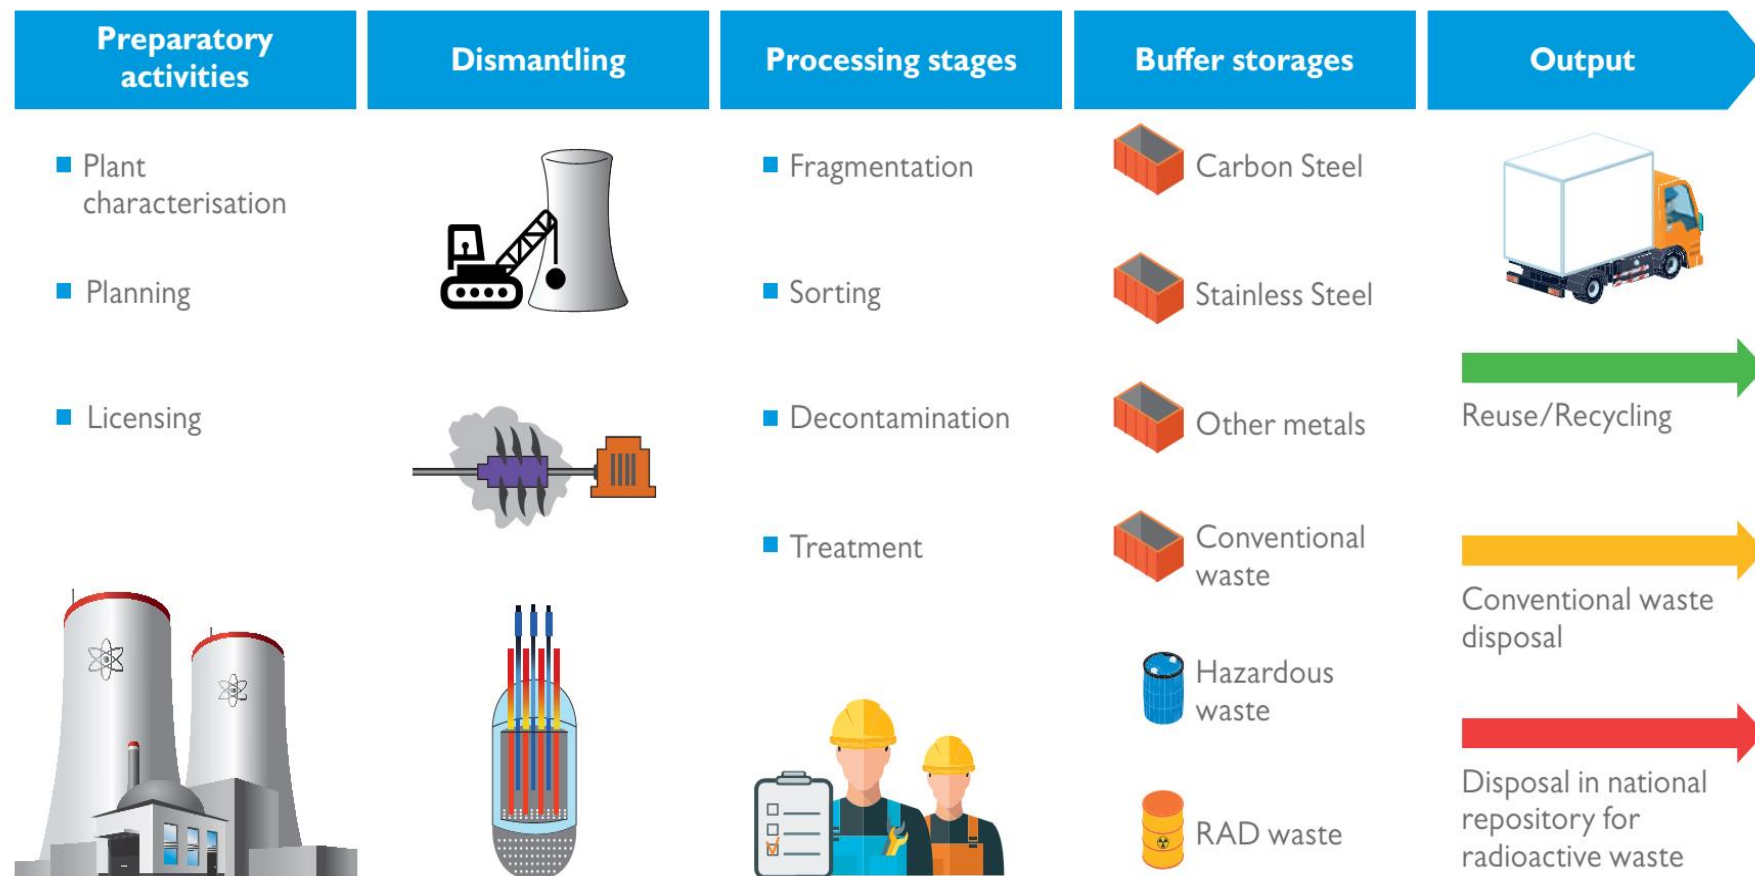 Preparatory
activities
Dismantling
Processing stages
Buffer storages
Output
Plant
characterisation
Planning
Licensing
Fragmentation
Sorting
Decontamination
Treatment
Carbon Steel
Stainless Steel
Other metals
Conventional
waste
Hazardous
waste
RAD waste
Reuse/Recycling
Conventional waste
disposal
Disposal in national
repository for
radioactive waste